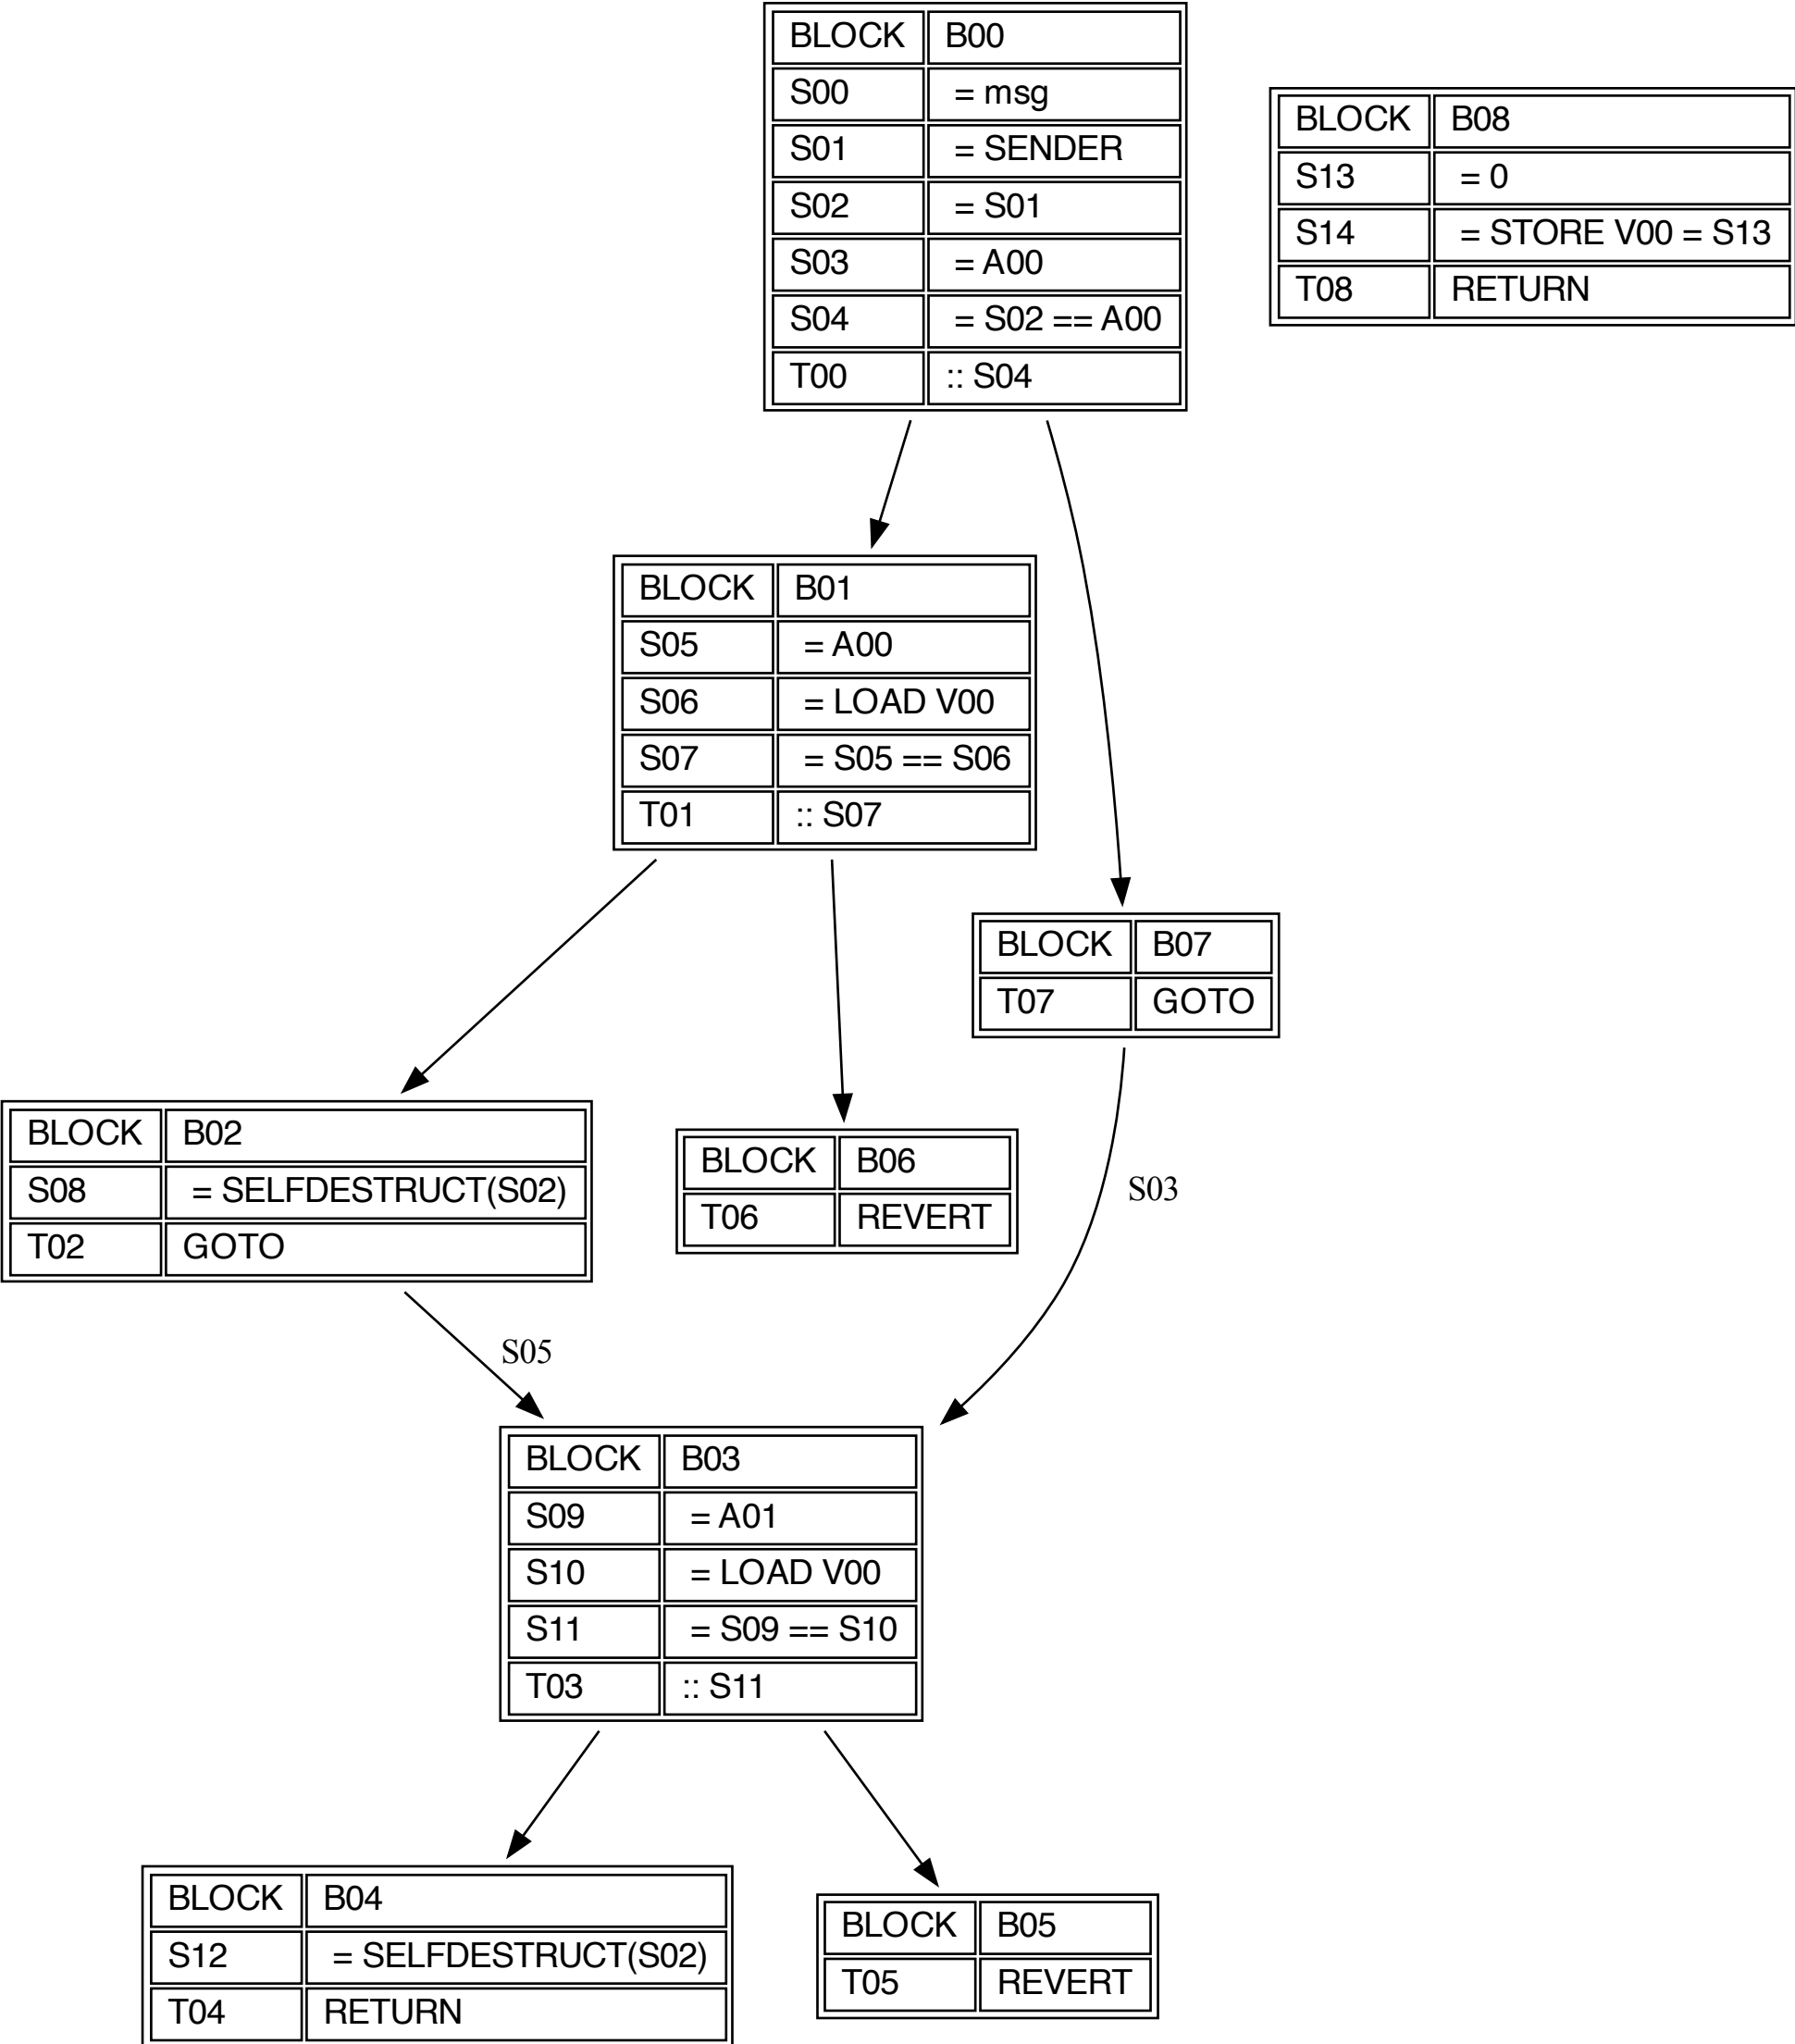 BLOCK B00
S00 = msg
S01 = SENDER
S02 = S01
S03 = A00
S04 = S02 == A00
T00 :: S04
BLOCK B08
S13 = 0
S14 = STORE V00 = S13
T08 RETURN
BLOCK B01
S05 = A00
S06 = LOAD V00
S07 = S05 == S06
T01 :: S07
BLOCK B07
T07 GOTO
BLOCK B02
S08 = SELFDESTRUCT(S02)
T02 GOTO
BLOCK B06
T06 REVERT
S03
S05
BLOCK B03
S09 = A01
S10 = LOAD V00
S11 = S09 == S10
T03 :: S11
BLOCK B04
S12 = SELFDESTRUCT(S02)
T04 RETURN
BLOCK B05
T05 REVERT